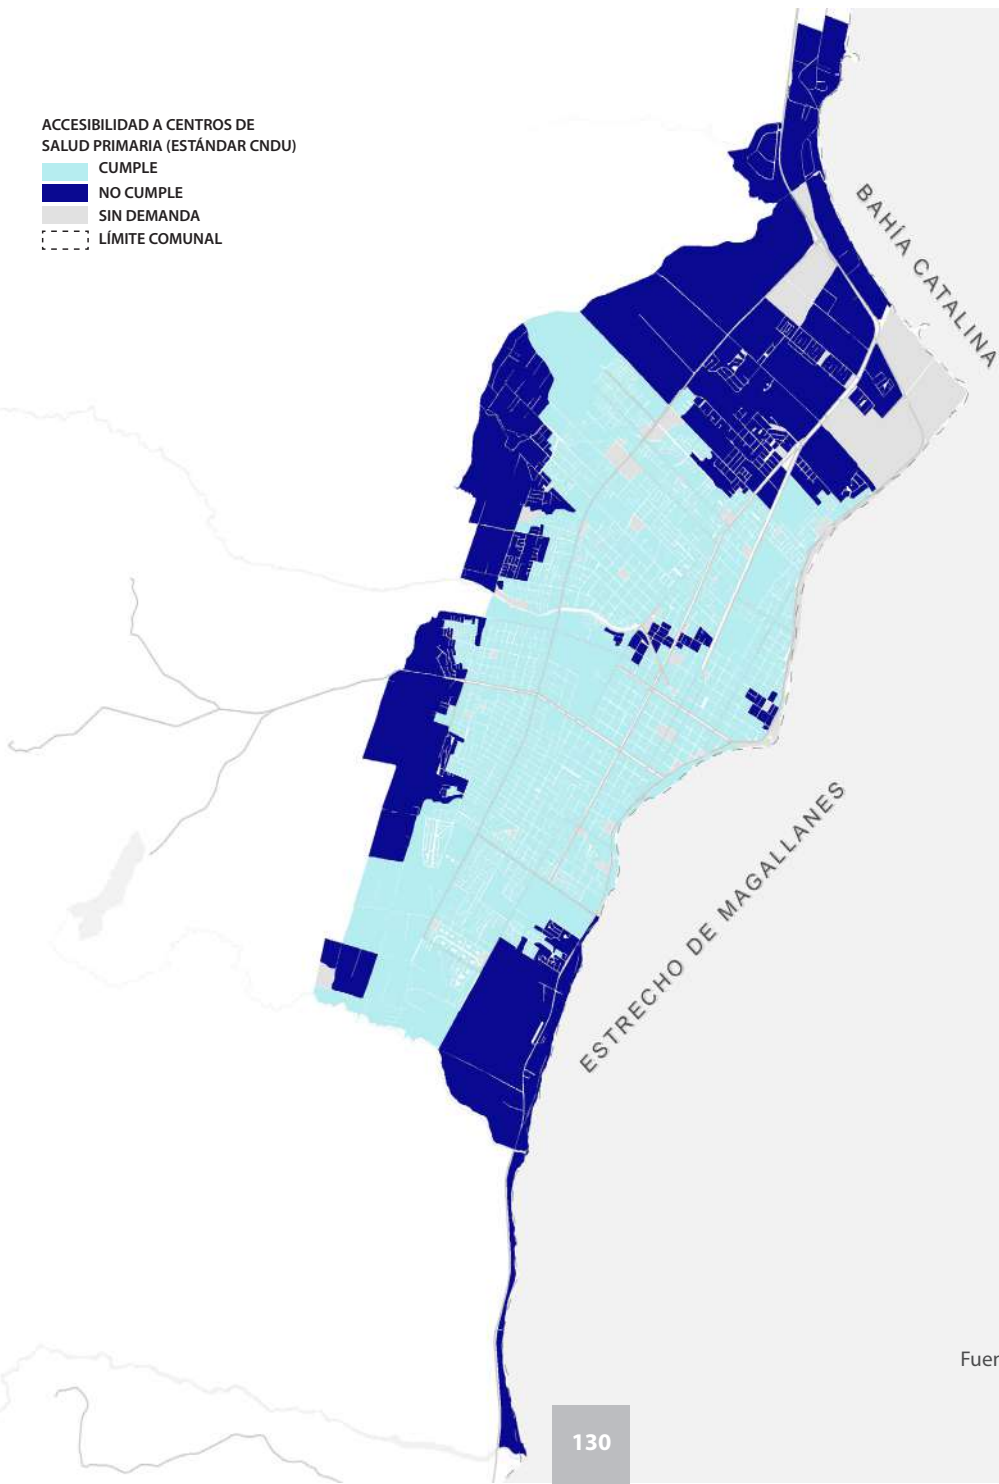 ACCESIBILIDAD A CENTROS DE
SALUD PRIMARIA (ESTÁNDAR CNDU)
CUMPLE
NO CUMPLE
SIN DEMANDA
LÍMITE COMUNAL
BAHÍA CATALINA
ESTRECHO DE MAGALLANES
Fuen
130